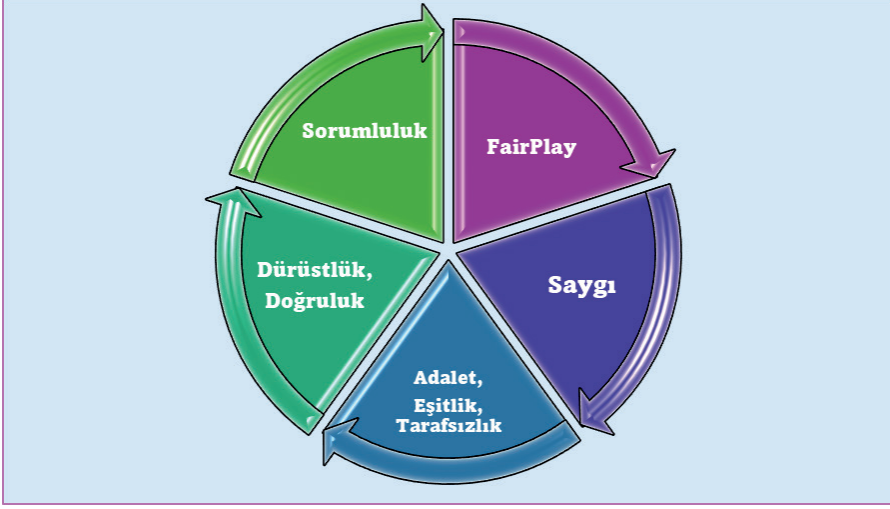 Sorumluluk
FairPlay
Saygı
Adalet,
Eşitlik,
Tarafsızlık
Dürüstlük,
Doğruluk